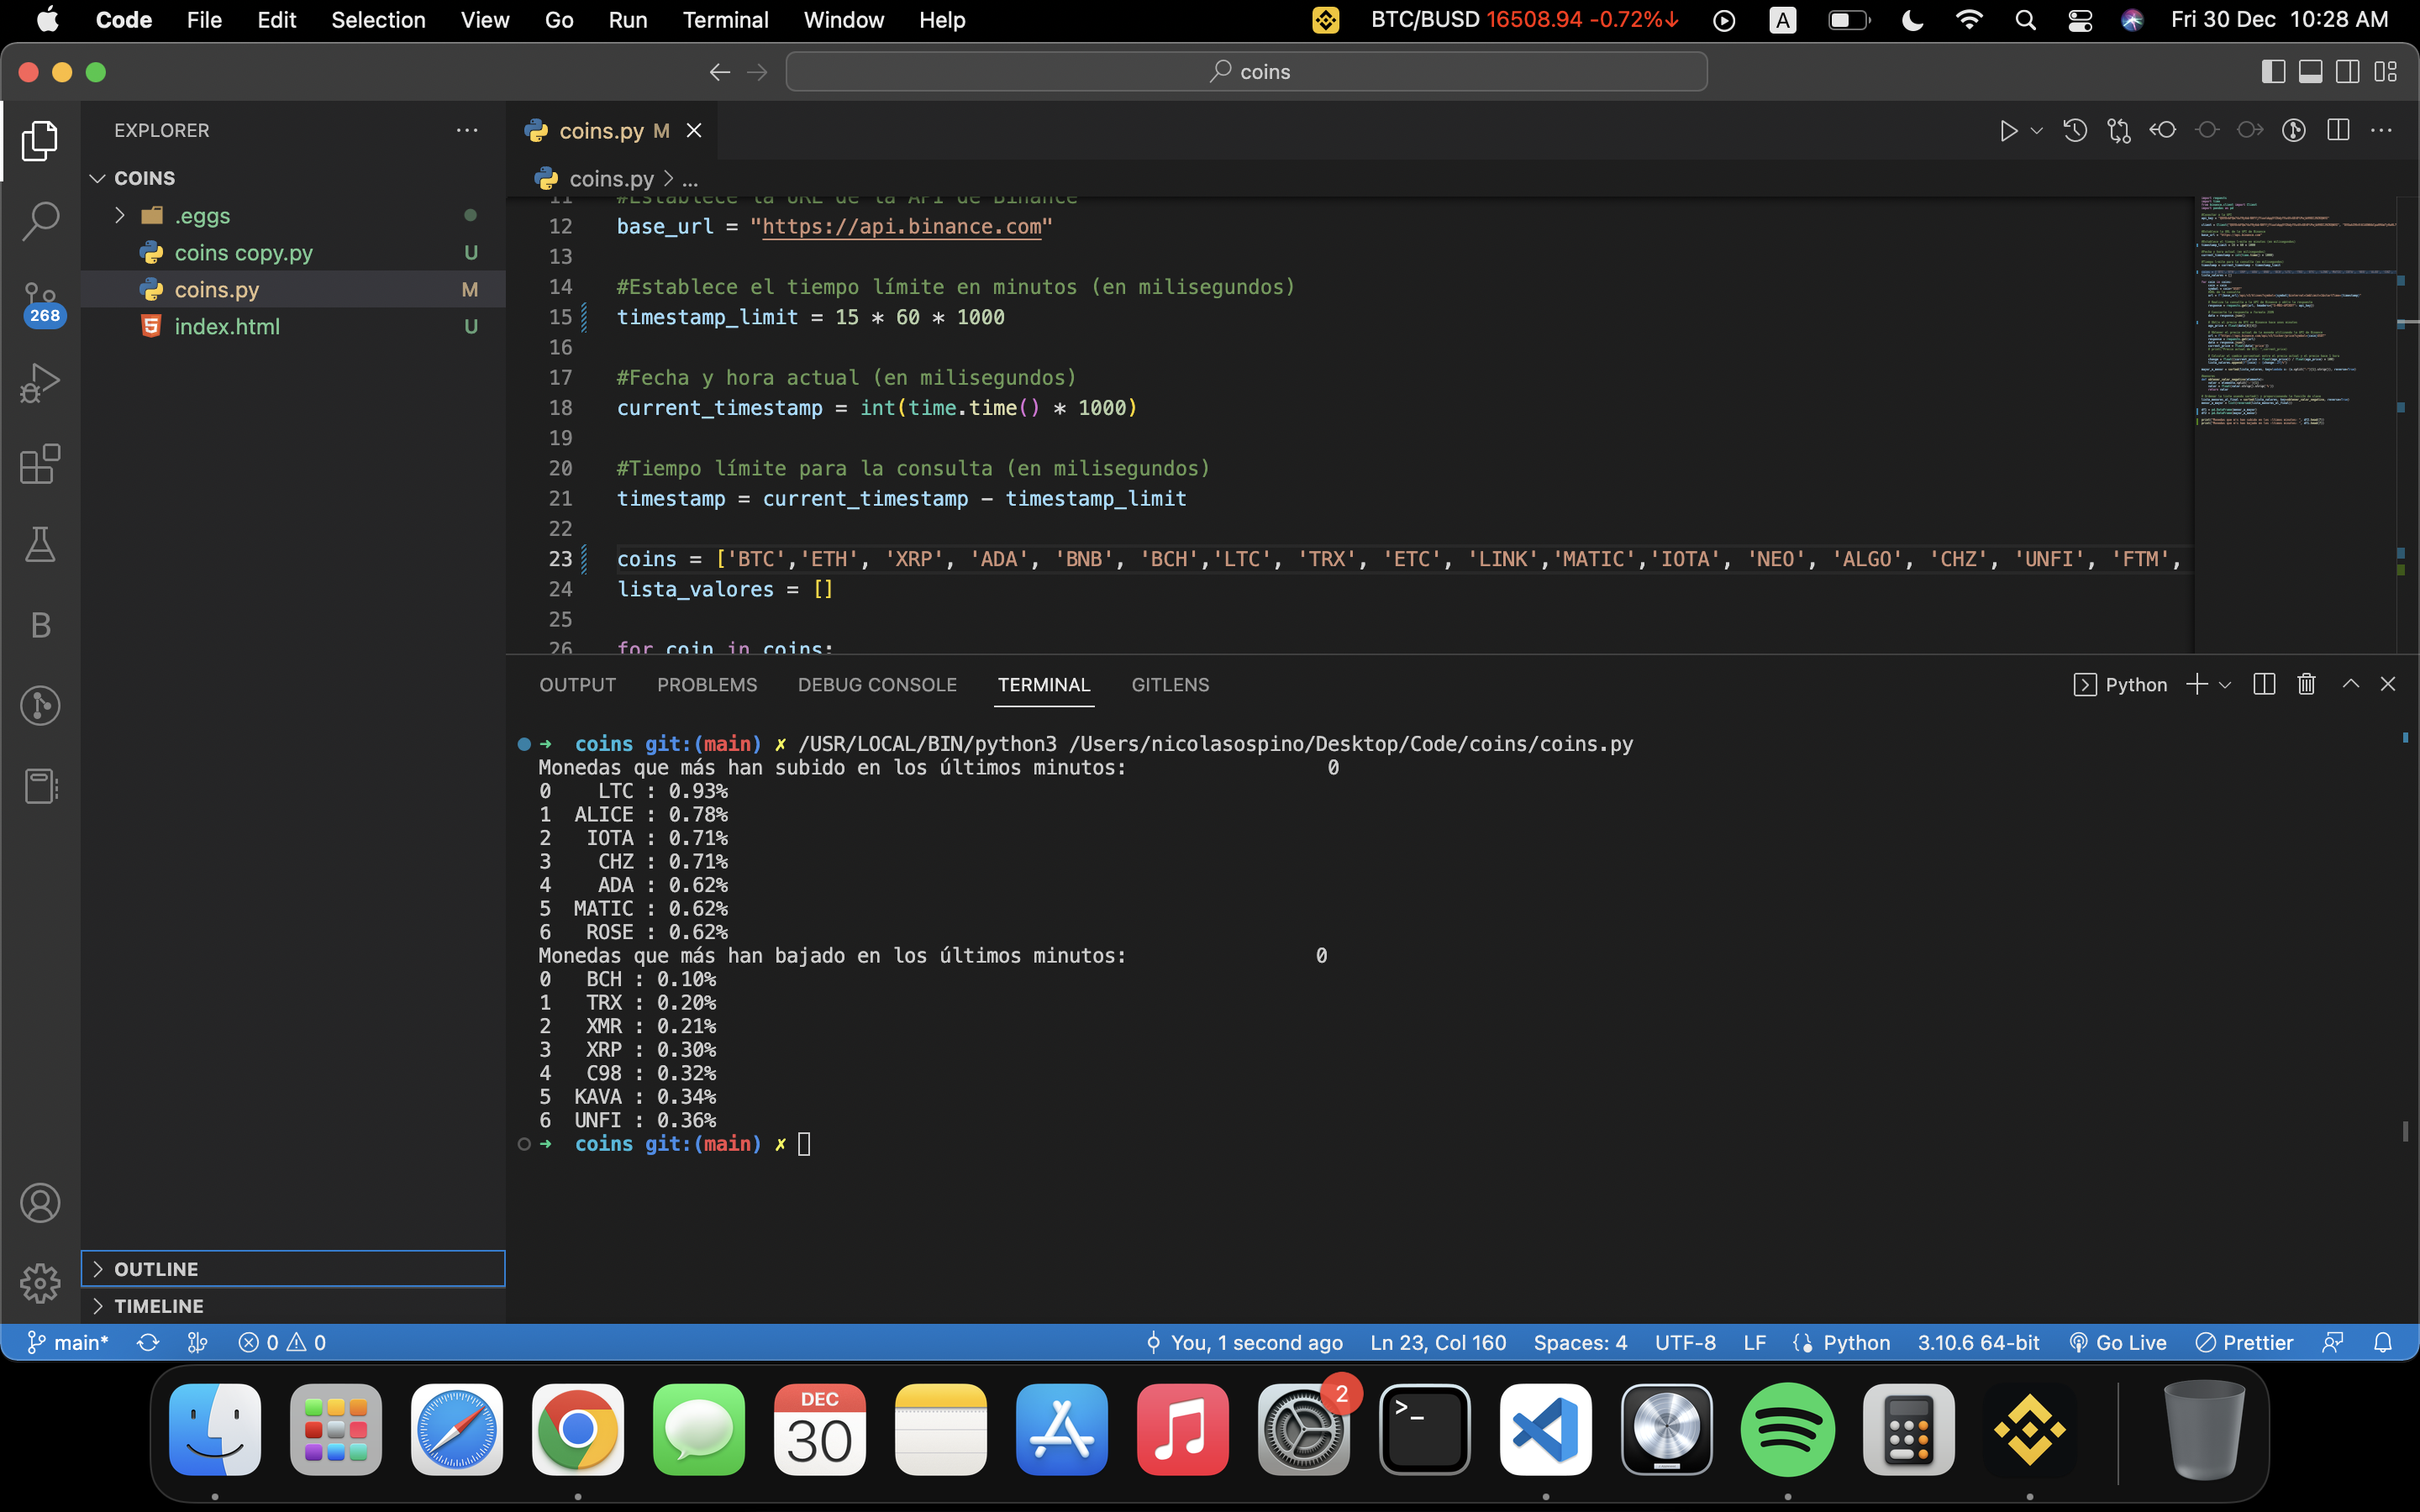 Code File Edit Selection View Go Run Terminal Window Help BTC/BUSD 16508.94 -0.72%↓ A Fri 30 Dec 10:28 AM
coins
EXPLORER
COINS
.eggs
coins copy.py U
coins.py M
index.html U
268
B
OUTLINE
TIMELINE
coins.py M
coins.py > ...
11 #Establece la URL de la API de Binance
12 base_url = "https://api.binance.com"
13
14 #Establece el tiempo límite en minutos (en milisegundos)
15 timestamp_limit = 15 * 60 * 1000
16
17 #Fecha y hora actual (en milisegundos)
18 current_timestamp = int(time.time() * 1000)
19
20 #Tiempo límite para la consulta (en milisegundos)
21 timestamp = current_timestamp - timestamp_limit
22
23 coins = ['BTC','ETH', 'XRP', 'ADA', 'BNB', 'BCH','LTC', 'TRX', 'ETC', 'LINK','MATIC','IOTA', 'NEO', 'ALGO', 'CHZ', 'UNFI', 'FTM',
24 lista_valores = []
25
26 for coin in coins:
OUTPUT PROBLEMS DEBUG CONSOLE TERMINAL GITLENS Python
➜ coins git:(main) ✗ /USR/LOCAL/BIN/python3 /Users/nicolasospino/Desktop/Code/coins/coins.py
Monedas que más han subido en los últimos minutos: 0
0 LTC : 0.93%
1 ALICE : 0.78%
2 IOTA : 0.71%
3 CHZ : 0.71%
4 ADA : 0.62%
5 MATIC : 0.62%
6 ROSE : 0.62%
Monedas que más han bajado en los últimos minutos: 0
0 BCH : 0.10%
1 TRX : 0.20%
2 XMR : 0.21%
3 XRP : 0.30%
4 C98 : 0.32%
5 KAVA : 0.34%
6 UNFI : 0.36%
➜ coins git:(main) ✗
main* 0 0 You, 1 second ago Ln 23, Col 160 Spaces: 4 UTF-8 LF Python 3.10.6 64-bit Go Live Prettier
DEC
30
2
>_